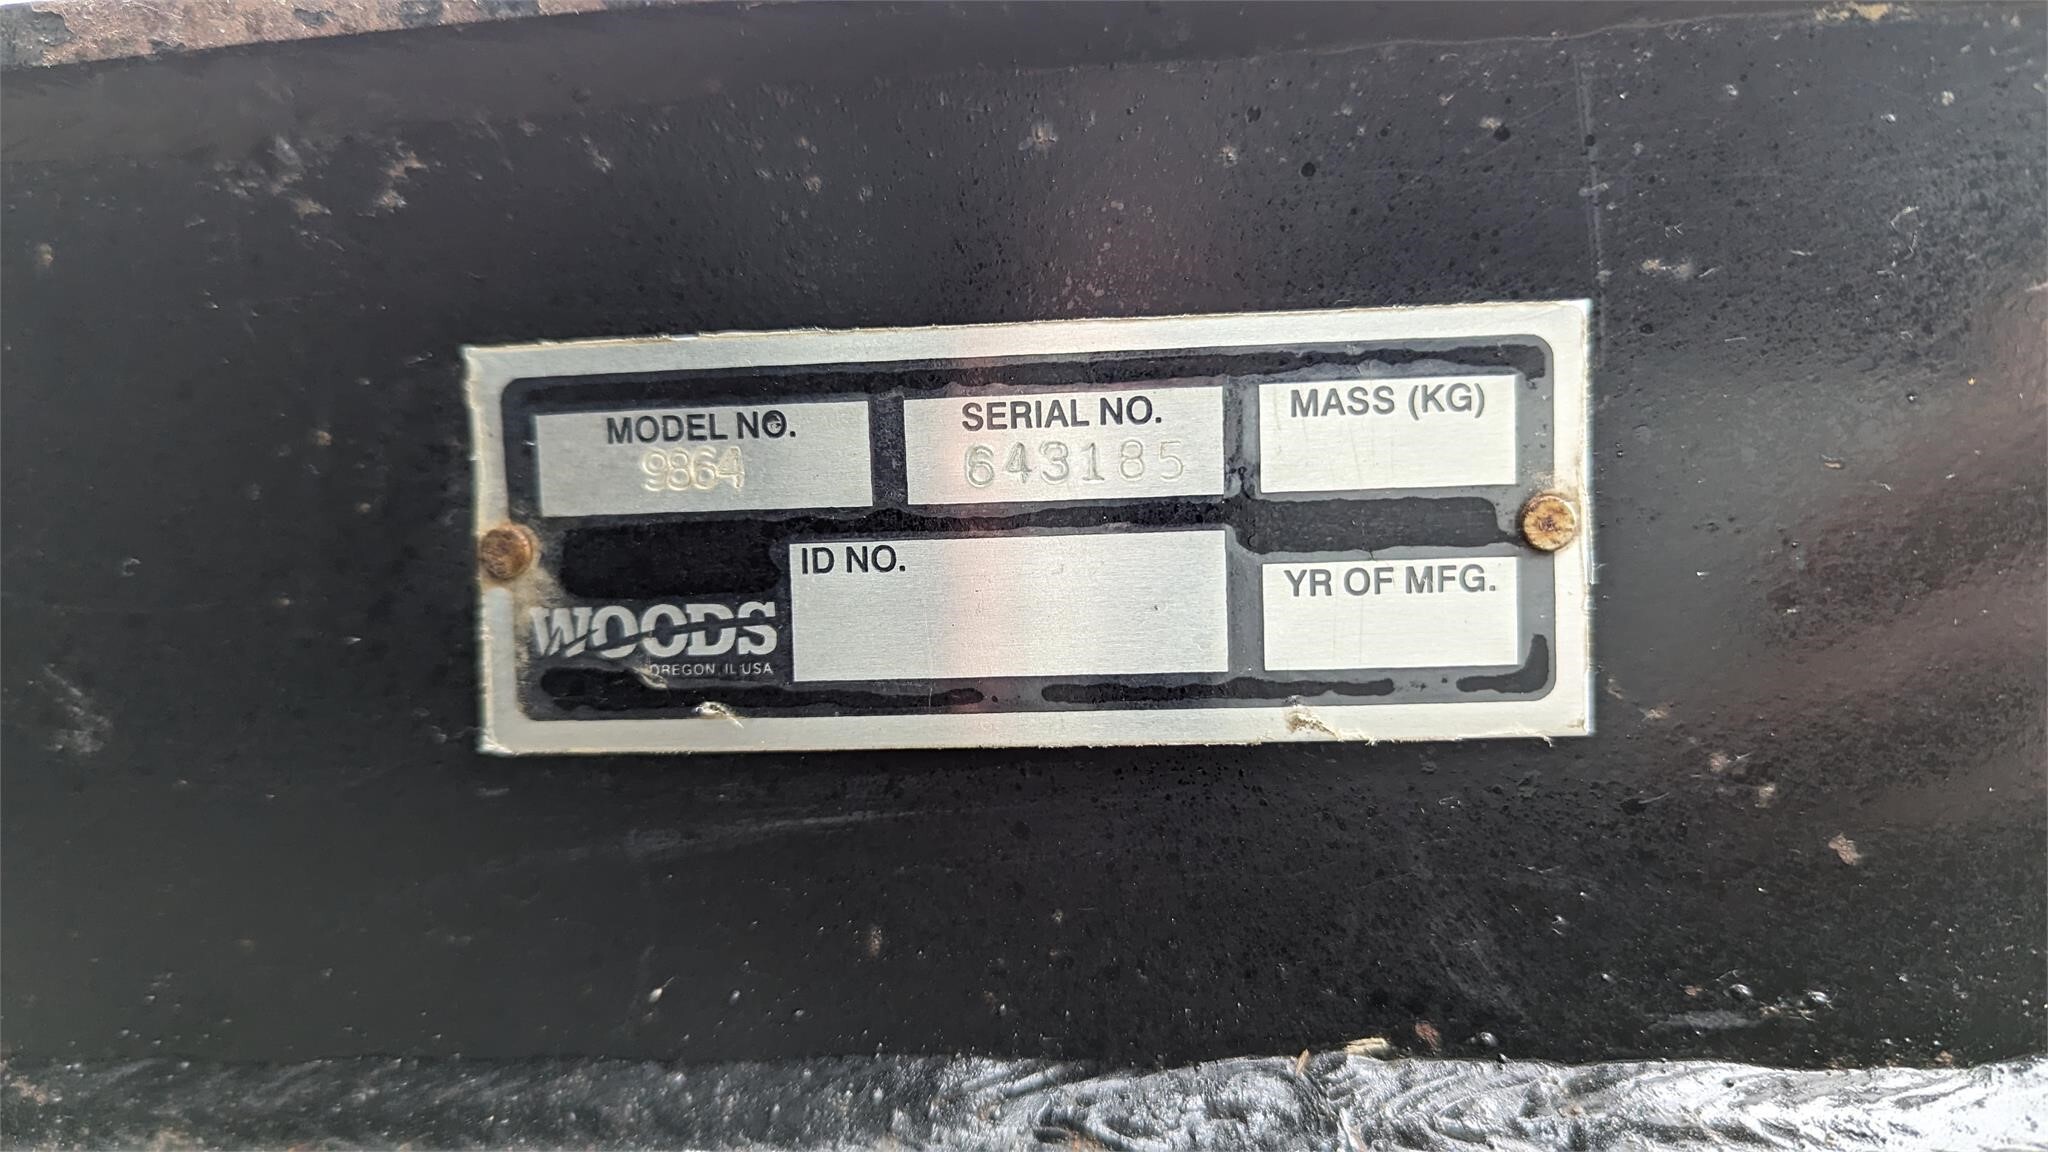 MODEL NO.
9864
SERIAL NO.
643185
MASS (KG)
WOODS
OREGON, IL USA
ID NO.
YR OF MFG.